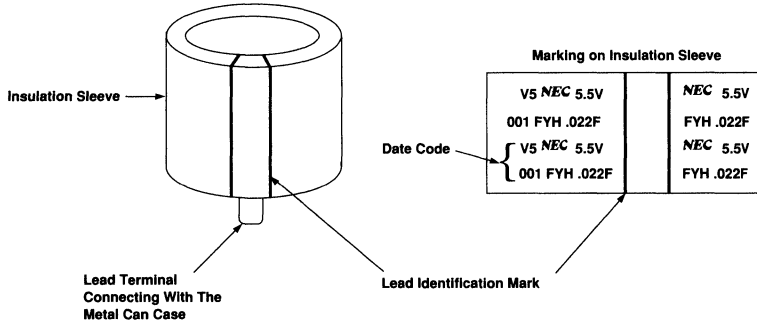 Marking on Insulation Sleeve
Insulation Sleeve
V5 NEC 5.5V
NEC 5.5V
001 FYH .022F
FYH .022F
Date Code
V5 NEC 5.5V
NEC 5.5V
001 FYH .022F
FYH .022F
Lead Terminal
Connecting With The
Metal Can Case
Lead Identification Mark